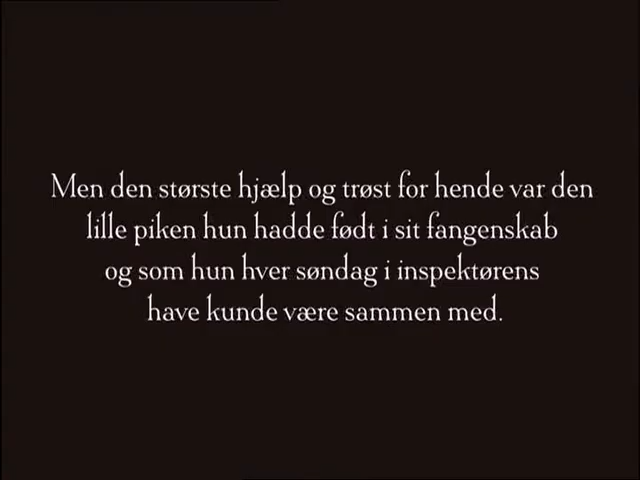 Men den største hjælp og trøst for hende var den
lille piken hun hadde født i sit fangenskab
og som hun hver søndag i inspektørens
have kunde være sammen med.